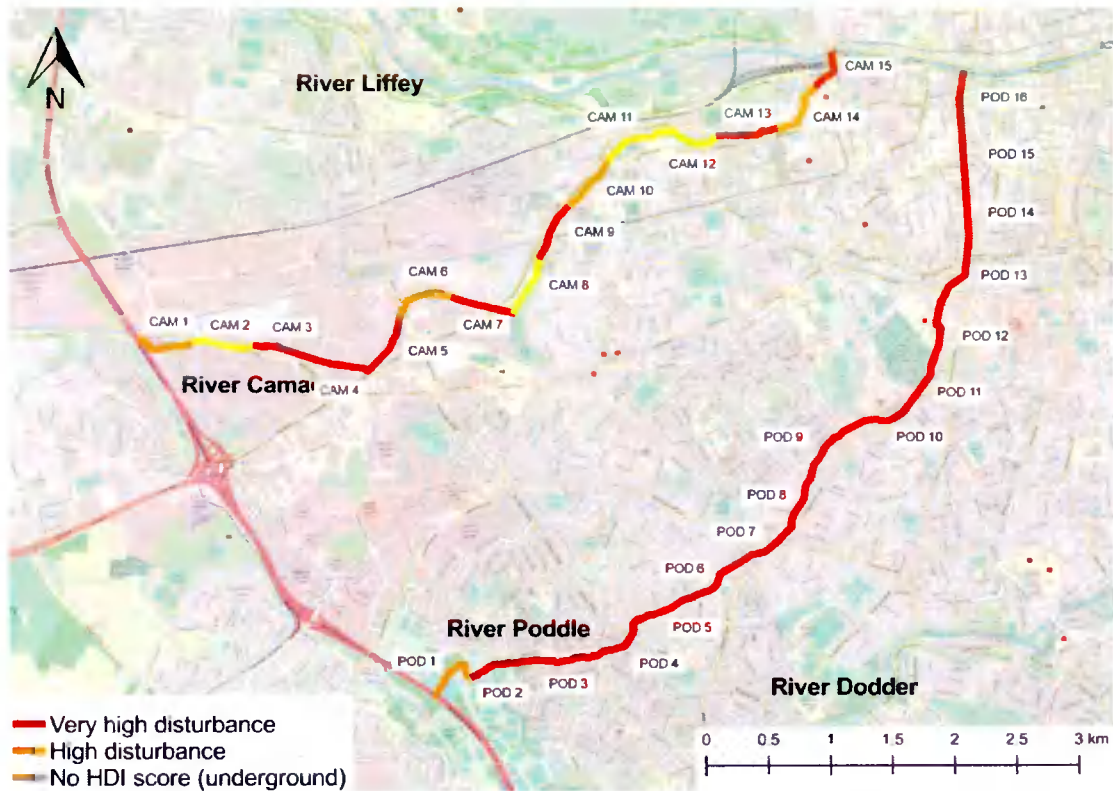 N
River Liffey
CAM 15
CAM 11
CAM 13
CAM 14
POD 16
CAM 12
POD 15
CAM 10
POD 14
CAM 9
CAM 6
POD 13
CAM 8
CAM 1
CAM 2
CAM 3
CAM 7
POD 12
CAM 5
River Cama
CAM 4
POD 11
POD 9
POD 10
POD 8
POD 7
POD 6
River Poddle
POD 5
POD 1
POD 4
POD 2
POD 3
River Dodder
Very high disturbance
High disturbance
No HDI score (underground)
0 0.5 1 1.5 2 2.5 3 km